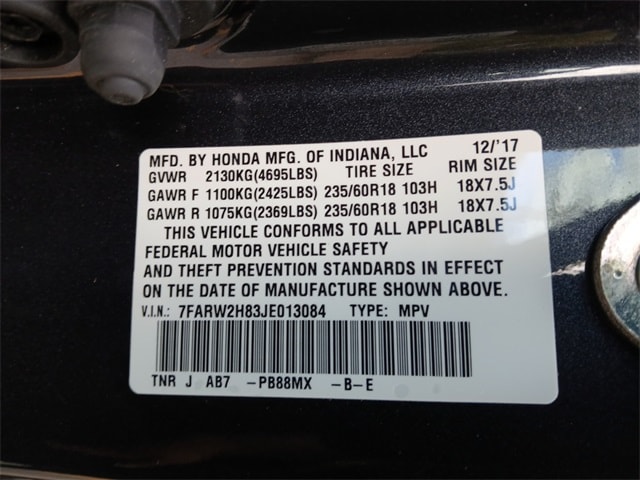 MFD. BY HONDA MFG. OF INDIANA, LLC 12/'17
GVWR 2130KG(4695LBS) TIRE SIZE RIM SIZE
GAWR F 1100KG(2425LBS) 235/60R18 103H 18X7.5J
GAWR R 1075KG(2369LBS) 235/60R18 103H 18X7.5J
THIS VEHICLE CONFORMS TO ALL APPLICABLE
FEDERAL MOTOR VEHICLE SAFETY
AND THEFT PREVENTION STANDARDS IN EFFECT
ON THE DATE OF MANUFACTURE SHOWN ABOVE.
V.I.N.: 7FARW2H83JE013084 TYPE: MPV
TNR J AB7 -PB88MX -B-E